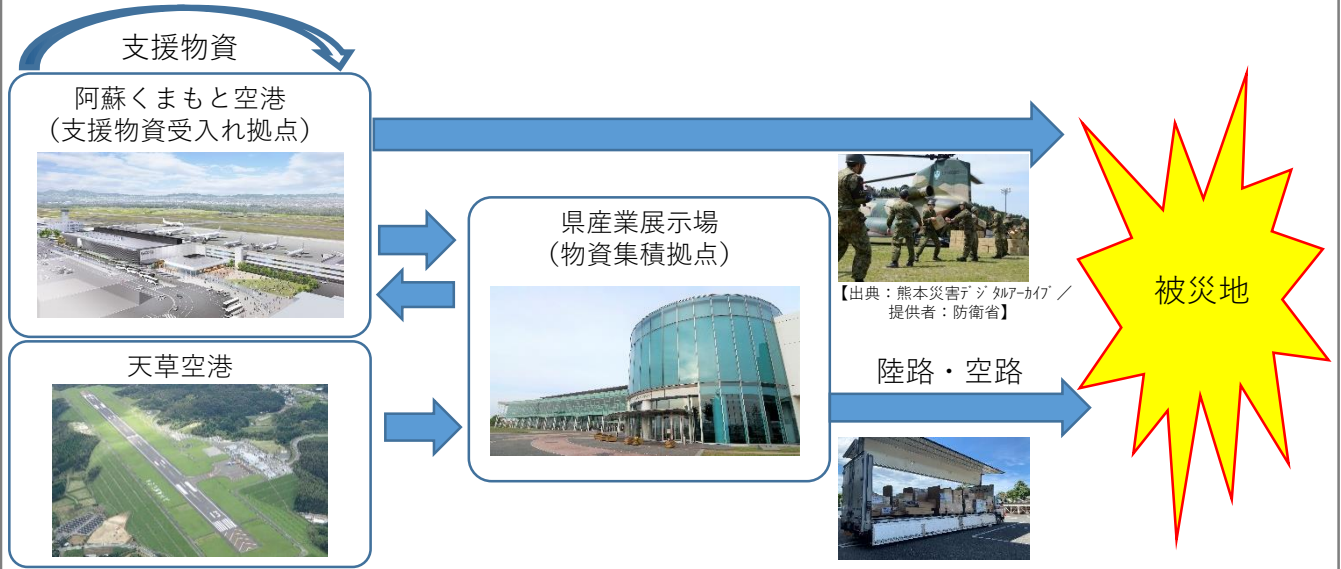 支援物資
阿蘇くまもと空港
(支援物資受入れ拠点)
県産業展示場
(物資集積拠点)
【出典:熊本災害デジタルアーカイブ/
提供者:防衛省】
被災地
天草空港
陸路・空路